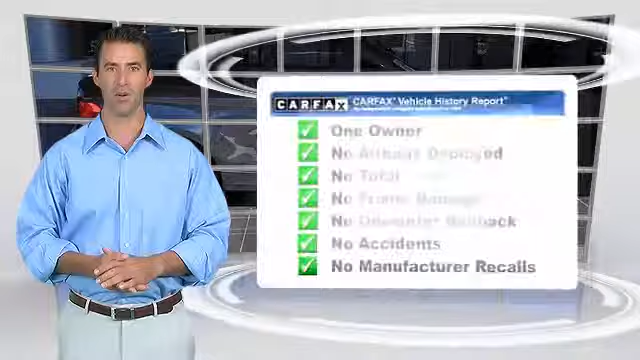 CARFAX CARFAX Vehicle History Report
One Owner
No Airbags Deployed
No Total
No Frame Damage
No Odometer Rollback
No Accidents
No Manufacturer Recalls